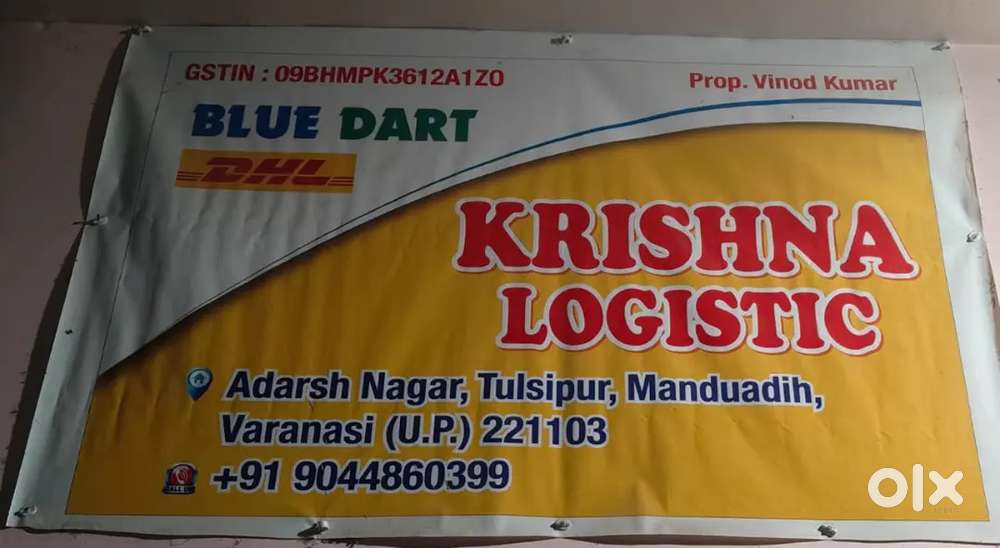 GSTIN : 09BHMPK3612A1ZO
Prop. Vinod Kumar
BLUE DART
DHL
KRISHNA
LOGISTIC
Adarsh Nagar, Tulsipur, Manduadih,
Varanasi (U.P.) 221103
+91 9044860399
olx